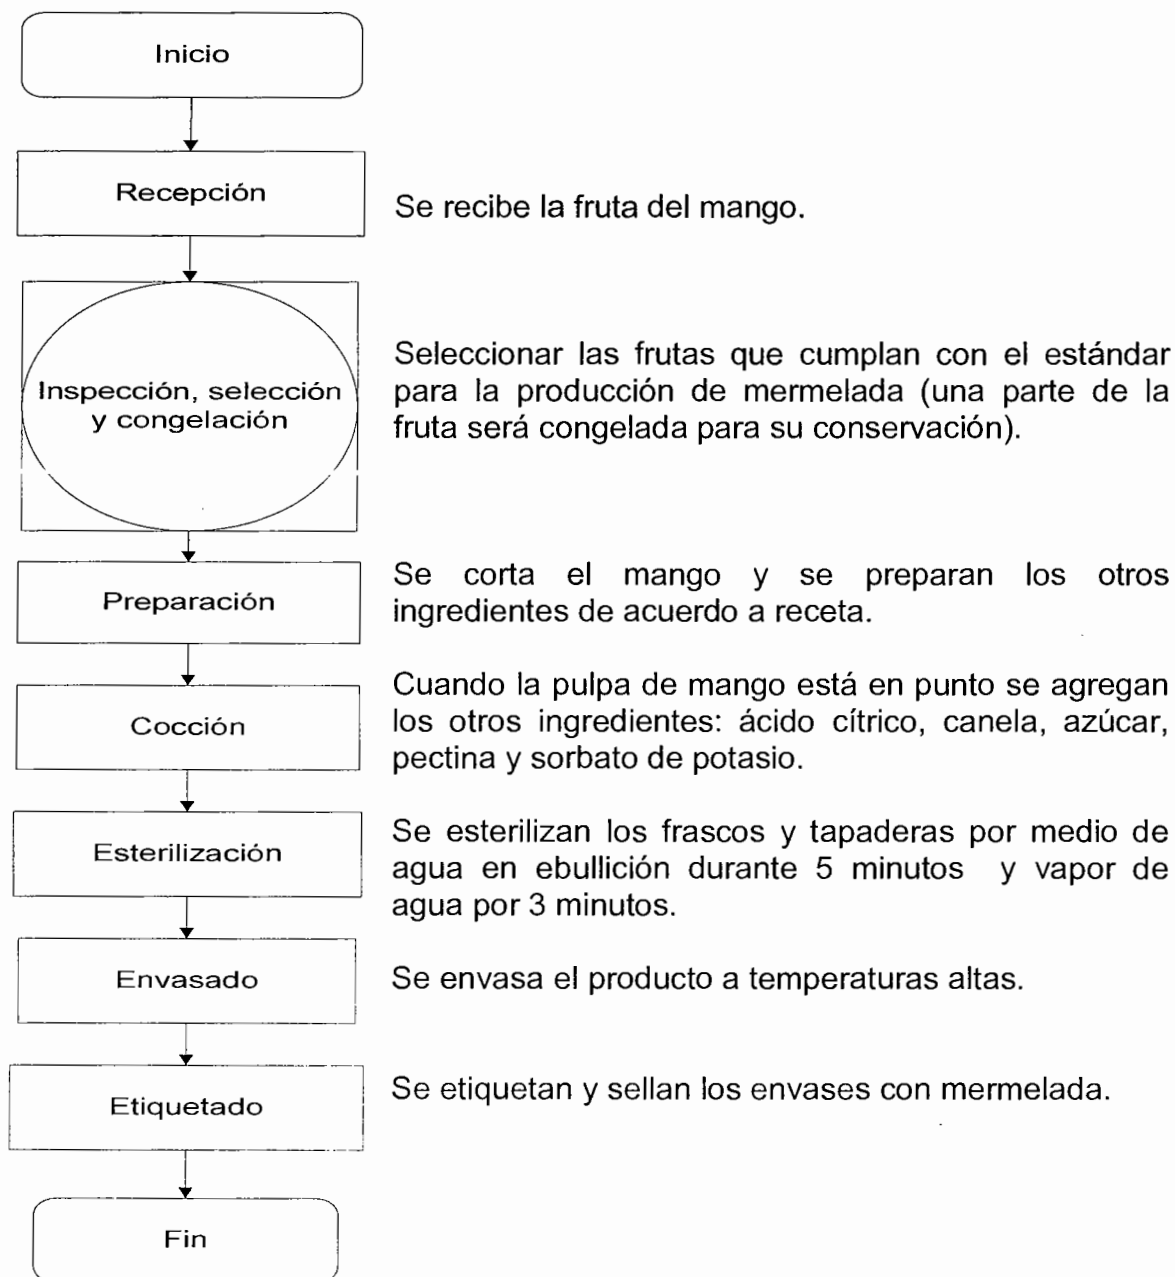 Inicio
Recepción
Se recibe la fruta del mango.
Inspección, selección
y congelación
Seleccionar las frutas que cumplan con el estándar
para la producción de mermelada (una parte de la
fruta será congelada para su conservación).
Preparación
Se corta el mango y se preparan los otros
ingredientes de acuerdo a receta.
Cocción
Cuando la pulpa de mango está en punto se agregan
los otros ingredientes: ácido cítrico, canela, azúcar,
pectina y sorbato de potasio.
Esterilización
Se esterilizan los frascos y tapaderas por medio de
agua en ebullición durante 5 minutos y vapor de
agua por 3 minutos.
Envasado
Se envasa el producto a temperaturas altas.
Etiquetado
Se etiquetan y sellan los envases con mermelada.
Fin